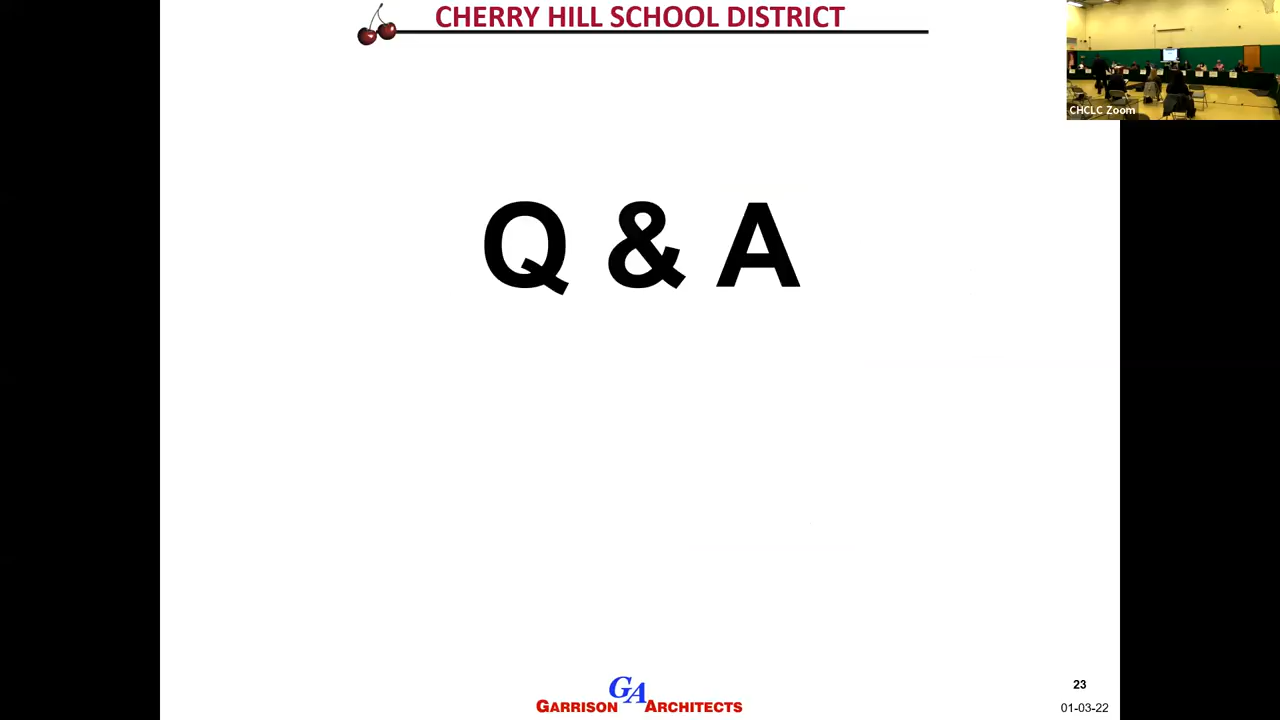 CHERRY HILL SCHOOL DISTRICT
CHCLC Zoom
Q & A
GA
GARRISON ARCHITECTS
23
01-03-22